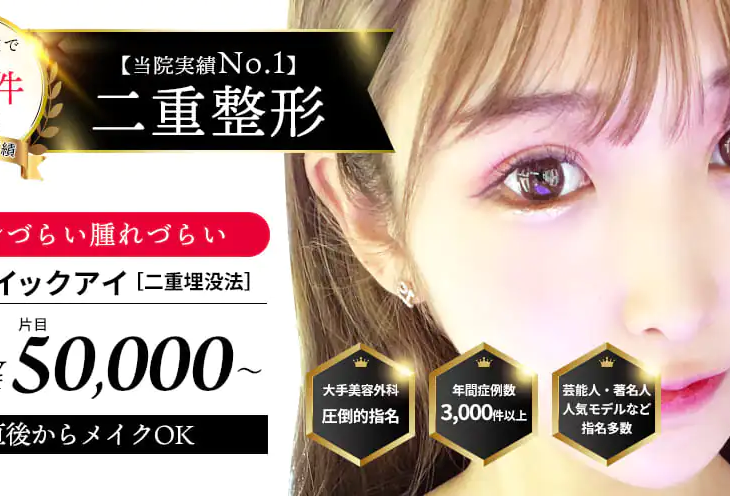 で
件
績
【当院実績No.1】
二重整形
づらい腫れづらい
イックアイ［二重埋没法］
片目
50,000～
直後からメイクOK
大手美容外科
圧倒的指名
年間症例数
3,000件以上
芸能人・著名人
人気モデルなど
指名多数